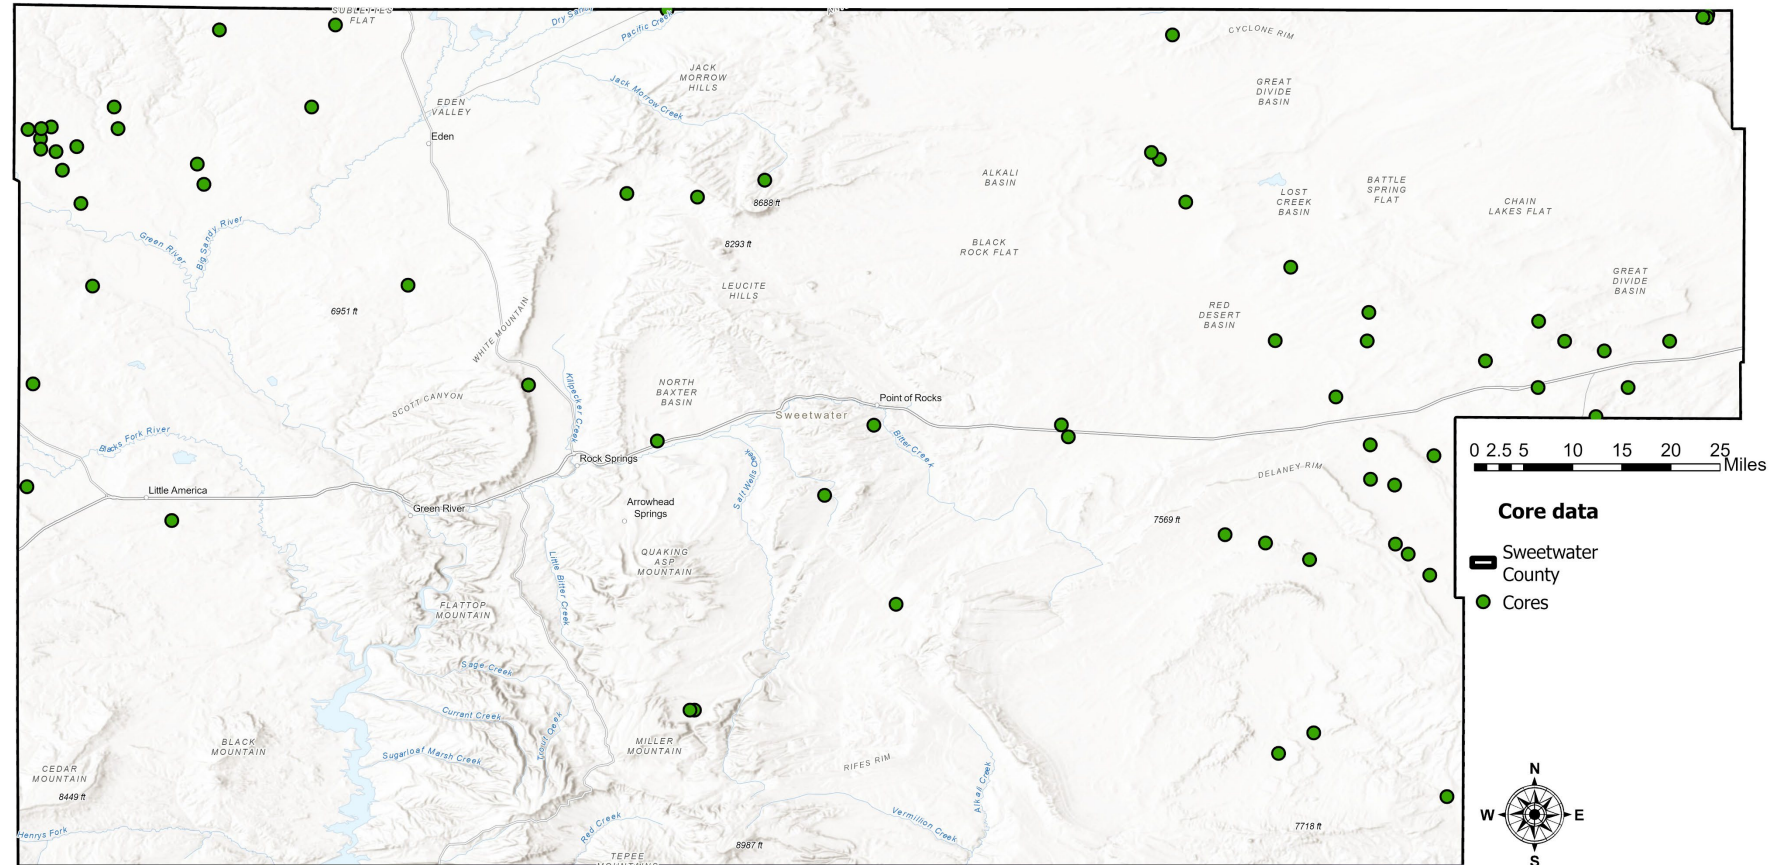 SUBLETTES
FLAT
Dry Sandy
Pacific Creek
CYCLONE RIM
JACK
MORROW
HILLS
Jack Morrow Creek
GREAT
DIVIDE
BASIN
EDEN
VALLEY
Eden
ALKALI
BASIN
LOST
CREEK
BASIN
BATTLE
SPRING
FLAT
CHAIN
LAKES FLAT
8688 ft
Green River
Big Sandy River
8293 ft
BLACK
ROCK FLAT
LEUCITE
HILLS
GREAT
DIVIDE
BASIN
6951 ft
RED
DESERT
BASIN
WHITE MOUNTAIN
Killpecker Creek
NORTH
BAXTER
BASIN
SCOTT CANYON
Point of Rocks
Sweetwater
Blacks Fork River
Bitter Creek
Rock Springs
Salt Wells Creek
DELANEY RIM
0 2.5 5 10 15 20 25
Miles
Little America
Green River
Arrowhead
Springs
7569 ft
Core data
Sweetwater
County
Cores
QUAKING
ASP
MOUNTAIN
Little Bitter Creek
FLATTOP
MOUNTAIN
Sage Creek
Currant Creek
Trout Creek
Sugarloaf Marsh Creek
BLACK
MOUNTAIN
MILLER
MOUNTAIN
RIFES RIM
CEDAR
MOUNTAIN
8449 ft
Alkali Creek
N
W
E
S
Henrys Fork
Red Creek
Vermillion Creek
7718 ft
8987 ft
TEPEE
MOUNTAINS